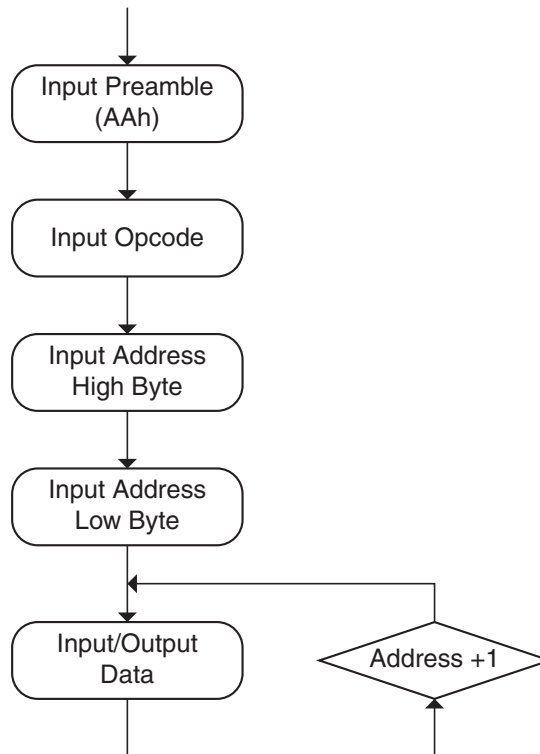 Input Preamble
(AAh)
Input Opcode
Input Address
High Byte
Input Address
Low Byte
Input/Output
Data
Address +1